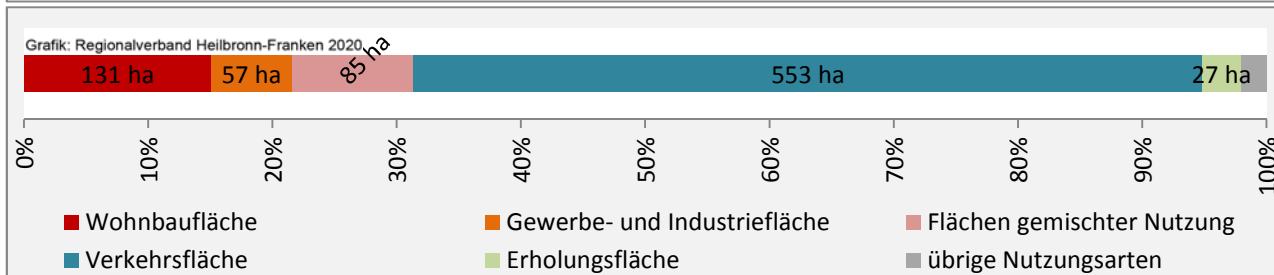 Grafik: Regionalverband Heilbronn-Franken 2020
131 ha 57 ha 85 ha 553 ha 27 ha
0% 10% 20% 30% 40% 50% 60% 70% 80% 90% 100%
Wohnbaufläche Gewerbe- und Industriefläche Flächen gemischter Nutzung
Verkehrsfläche Erholungsfläche übrige Nutzungsarten